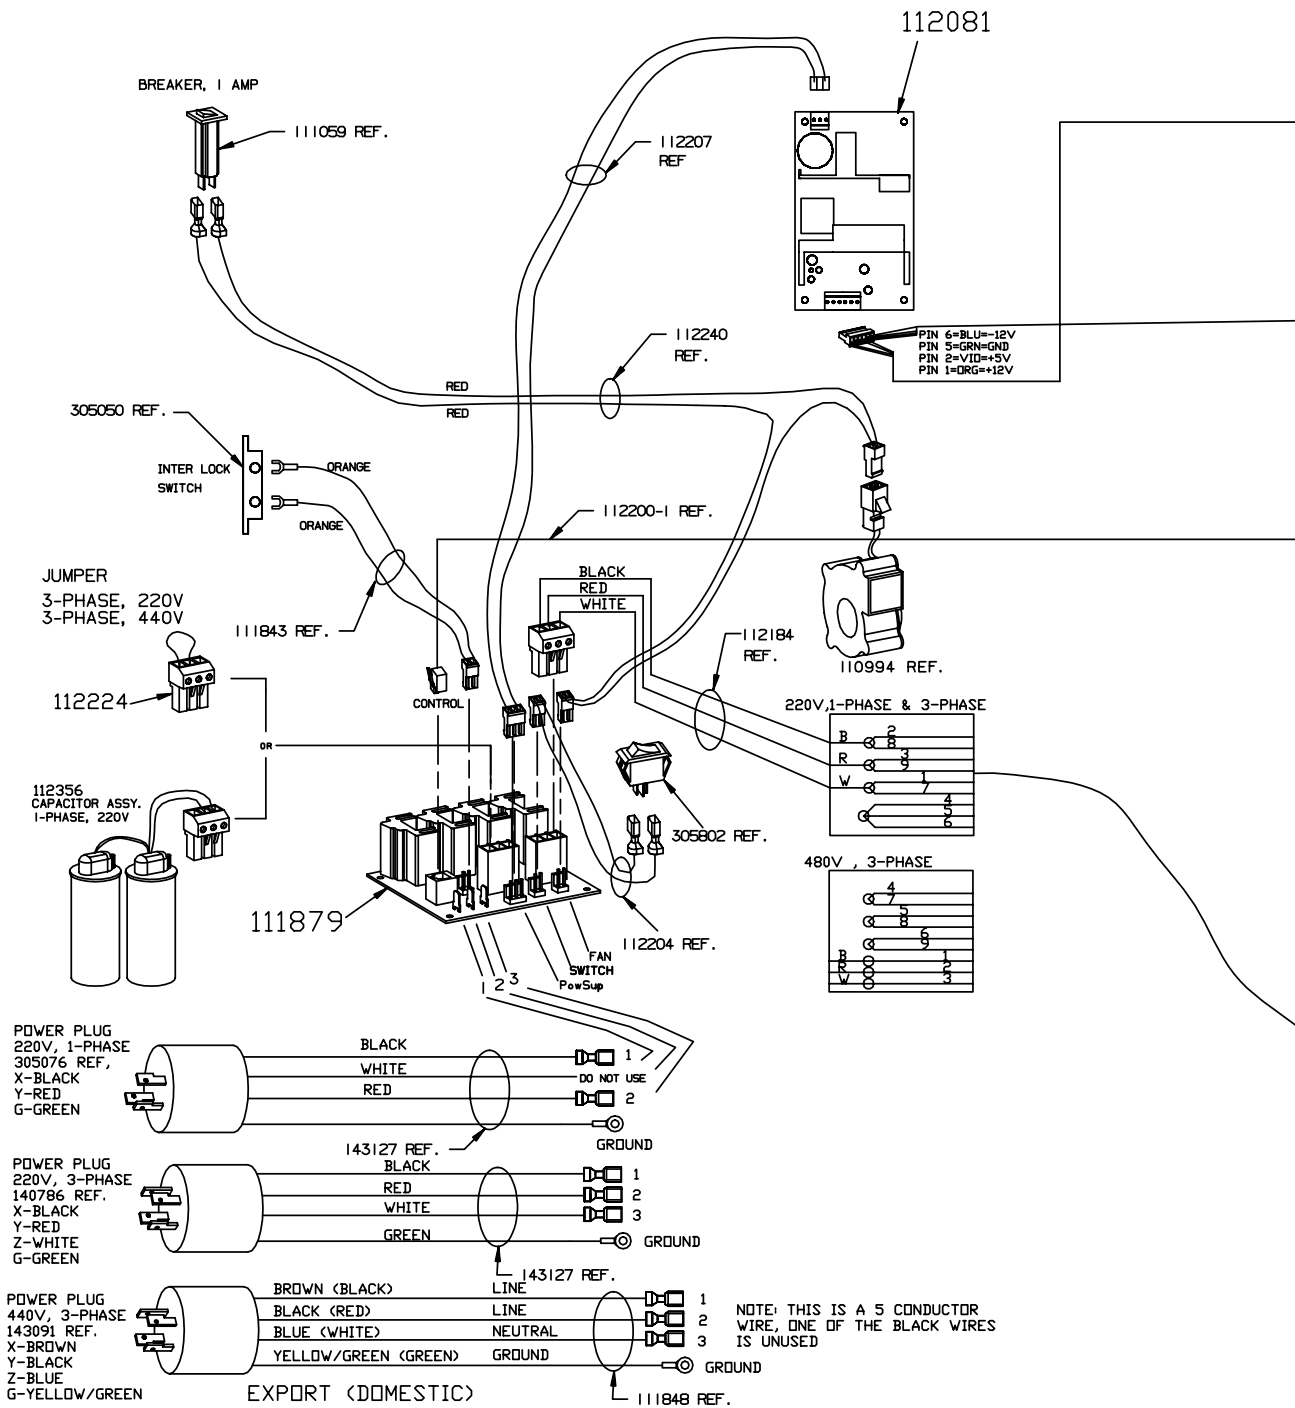 112081
BREAKER, 1 AMP
111059 REF.
112207
REF
PIN 6=BLU=-12V
PIN 5=GRN=GND
PIN 2=VIO=+5V
PIN 1=ORG=+12V
112240
REF.
RED
RED
305050 REF.
INTER LOCK
SWITCH
ORANGE
ORANGE
112200-1 REF.
JUMPER
3-PHASE, 220V
3-PHASE, 440V
111843 REF.
BLACK
RED
WHITE
112184
REF.
110994 REF.
112224
CONTROL
OR
220V,1-PHASE & 3-PHASE
B
2
8
R
3
9
W
1
7
4
5
6
112356
CAPACITOR ASSY.
1-PHASE, 220V
305802 REF.
480V , 3-PHASE
4
7
5
8
6
9
B
1
R
2
W
3
111879
112204 REF.
FAN
SWITCH
PowSup
1
2
3
POWER PLUG
220V, 1-PHASE
305076 REF,
X-BLACK
Y-RED
G-GREEN
BLACK
1
WHITE
DO NOT USE
RED
2
GROUND
143127 REF.
POWER PLUG
220V, 3-PHASE
140786 REF.
X-BLACK
Y-RED
Z-WHITE
G-GREEN
BLACK
1
RED
2
WHITE
3
GREEN
GROUND
143127 REF.
POWER PLUG
440V, 3-PHASE
143091 REF.
X-BROWN
Y-BLACK
Z-BLUE
G-YELLOW/GREEN
BROWN (BLACK)
LINE
1
BLACK (RED)
LINE
2
BLUE (WHITE)
NEUTRAL
3
YELLOW/GREEN (GREEN)
GROUND
GROUND
NOTE: THIS IS A 5 CONDUCTOR
WIRE, ONE OF THE BLACK WIRES
IS UNUSED
EXPORT (DOMESTIC)
111848 REF.